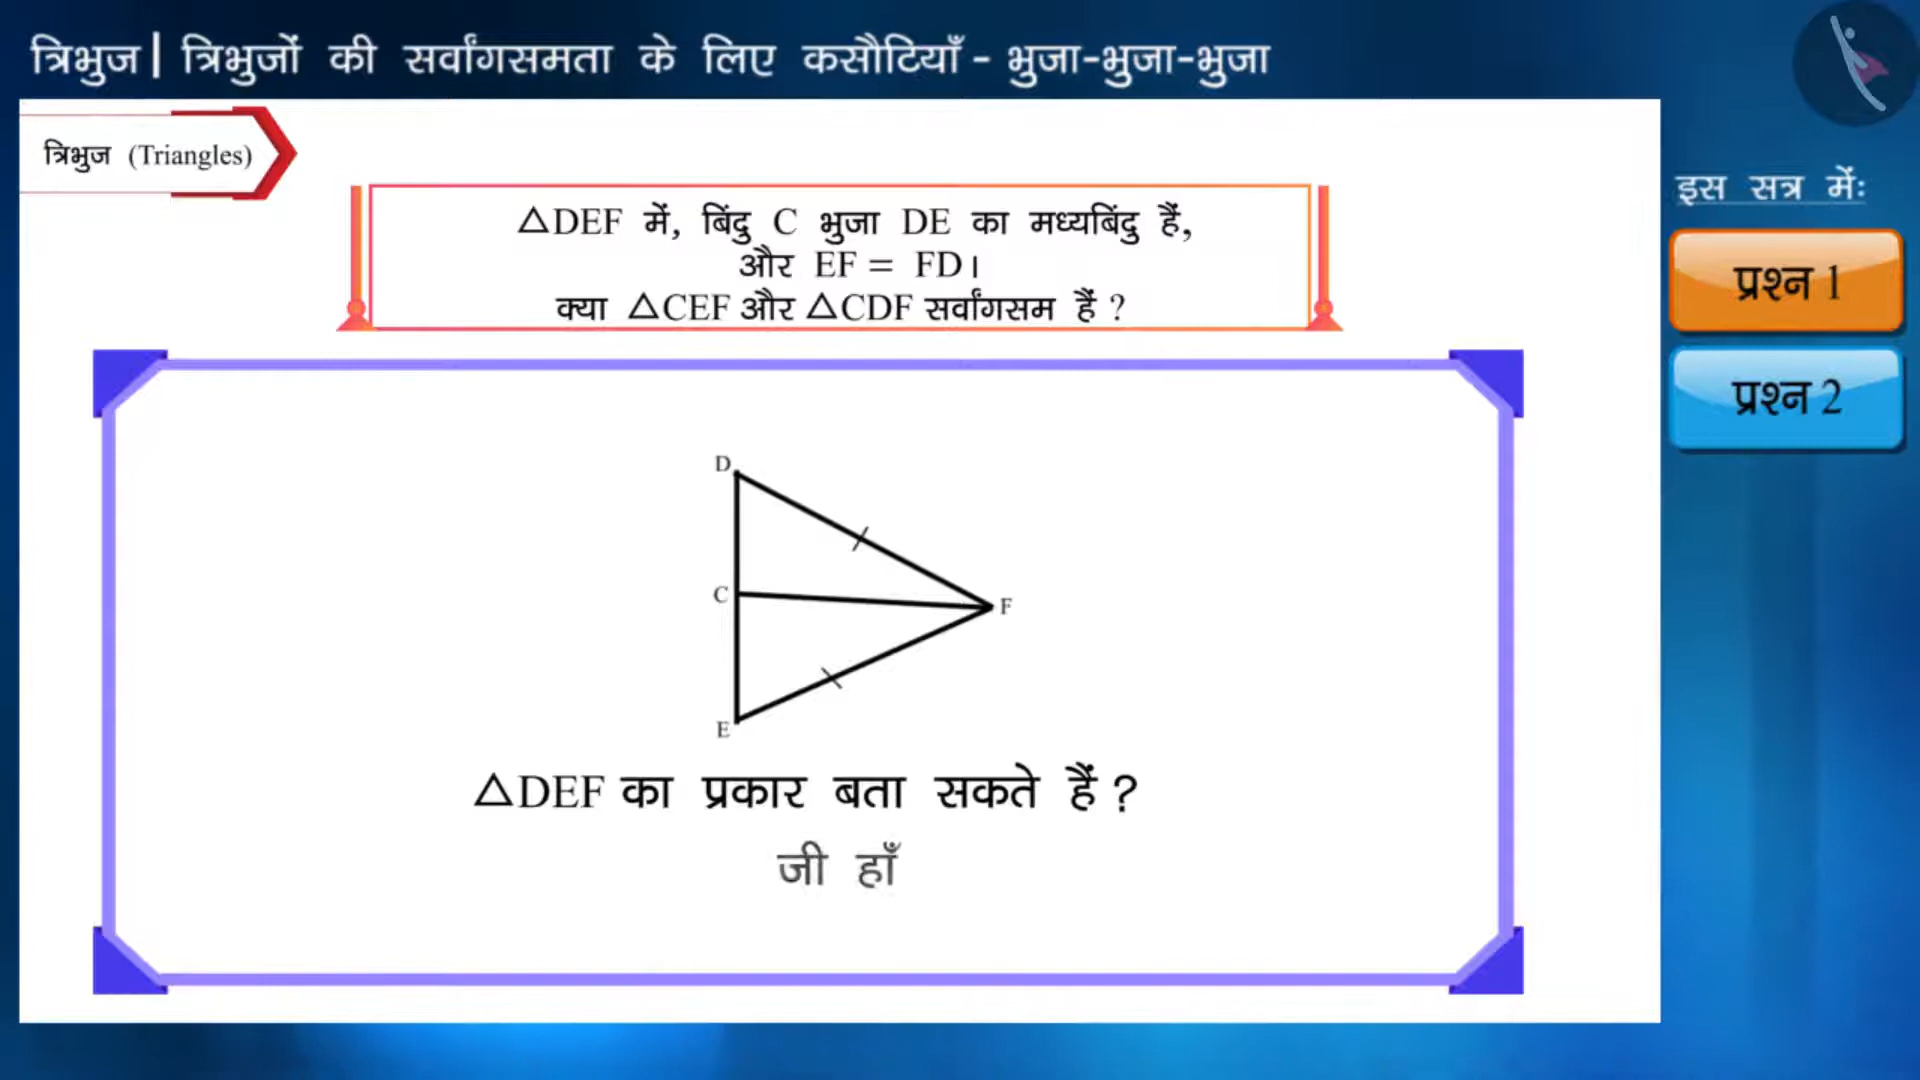 त्रिभुज| त्रिभुजों की सर्वांगसमता के लिए कसौटियाँ - भुजा-भुजा-भुजा
त्रिभुज (Triangles)
△DEF में, बिंदु C भुजा DE का मध्यबिंदु हैं,
और EF = FD।
क्या △CEF और △CDF सर्वांगसम हैं ?
इस सत्र में:
प्रश्न 1
प्रश्न 2
D
C
F
E
△DEF का प्रकार बता सकते हैं ?
जी हाँ